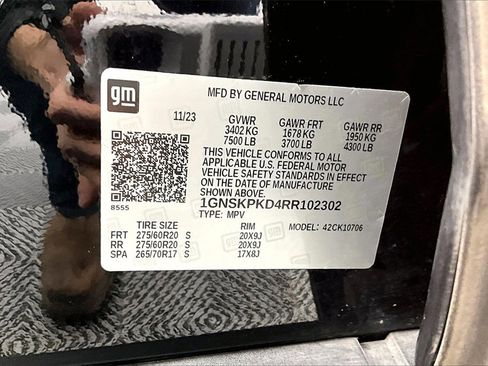 gm
MFD BY GENERAL MOTORS LLC
11/23 GVWR GAWR FRT GAWR RR
3402 KG 1678 KG 1950 KG
7500 LB 3700 LB 4300 LB
THIS VEHICLE CONFORMS TO ALL
APPLICABLE U.S. FEDERAL MOTOR
VEHICLE SAFETY STANDARDS IN EFFECT
ON THE DATE OF MANUFACTURE
SHOWN ABOVE.
8555 1GNSKPKD4RR102302
TYPE: MPV
TIRE SIZE RIM MODEL: 42CK10706
FRT 275/60R20 S 20X9J
RR 275/60R20 S 20X9J
SPA 265/70R17 S 17X8J